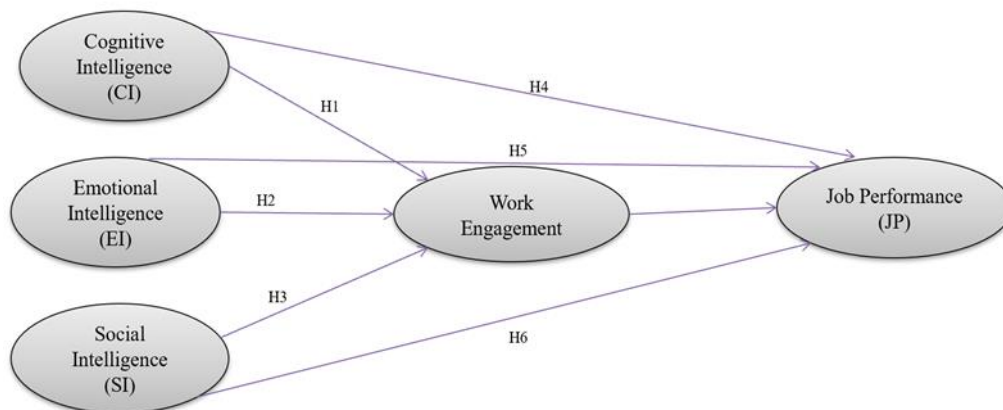 Cognitive
Intelligence
(CI)
H4
H1
Emotional
Intelligence
(EI)
H5
H2
Work
Engagement
Job Performance
(JP)
H3
Social
Intelligence
(SI)
H6